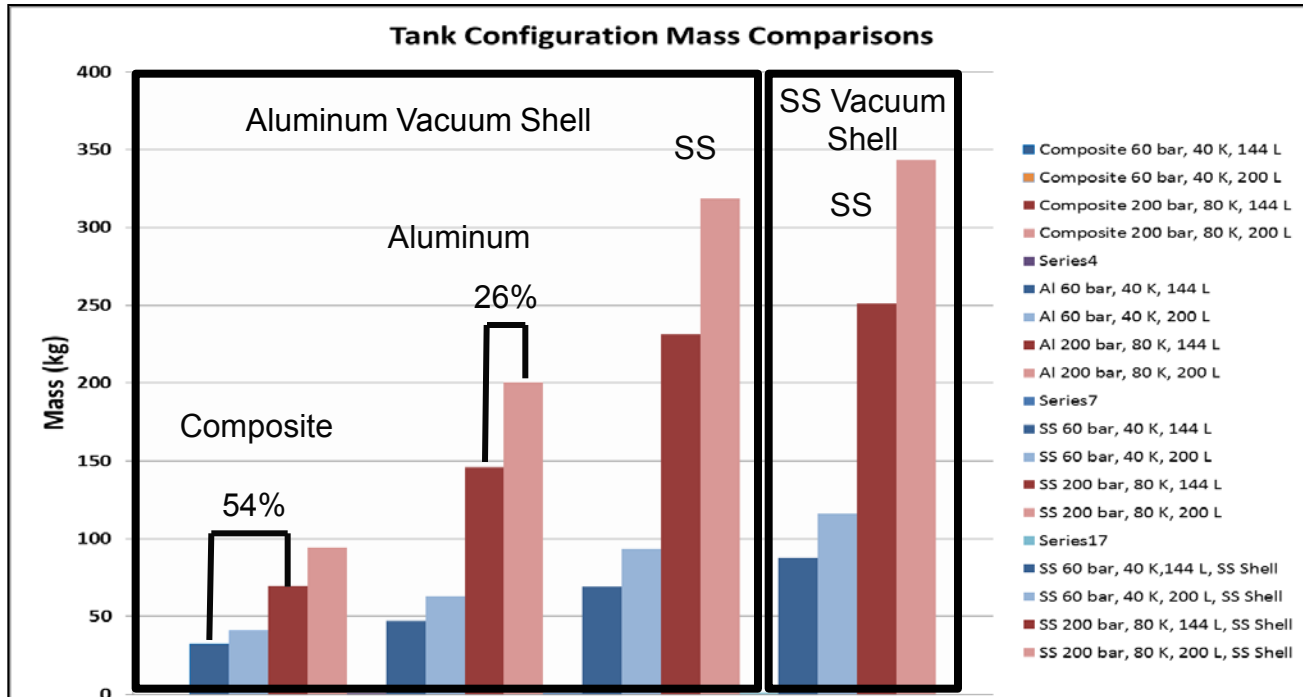 Tank Configuration Mass Comparisons
400
350
300
250
200
150
100
50
0
Mass (kg)
Aluminum Vacuum Shell
SS Vacuum
Shell
SS
SS
Aluminum
26%
Composite
54%
Composite 60 bar, 40 K, 144 L
Composite 60 bar, 40 K, 200 L
Composite 200 bar, 80 K, 144 L
Composite 200 bar, 80 K, 200 L
Series4
Al 60 bar, 40 K, 144 L
Al 60 bar, 40 K, 200 L
Al 200 bar, 80 K, 144 L
Al 200 bar, 80 K, 200 L
Series7
SS 60 bar, 40 K, 144 L
SS 60 bar, 40 K, 200 L
SS 200 bar, 80 K, 144 L
SS 200 bar, 80 K, 200 L
Series17
SS 60 bar, 40 K,144 L, SS Shell
SS 60 bar, 40 K, 200 L, SS Shell
SS 200 bar, 80 K, 144 L, SS Shell
SS 200 bar, 80 K, 200 L, SS Shell